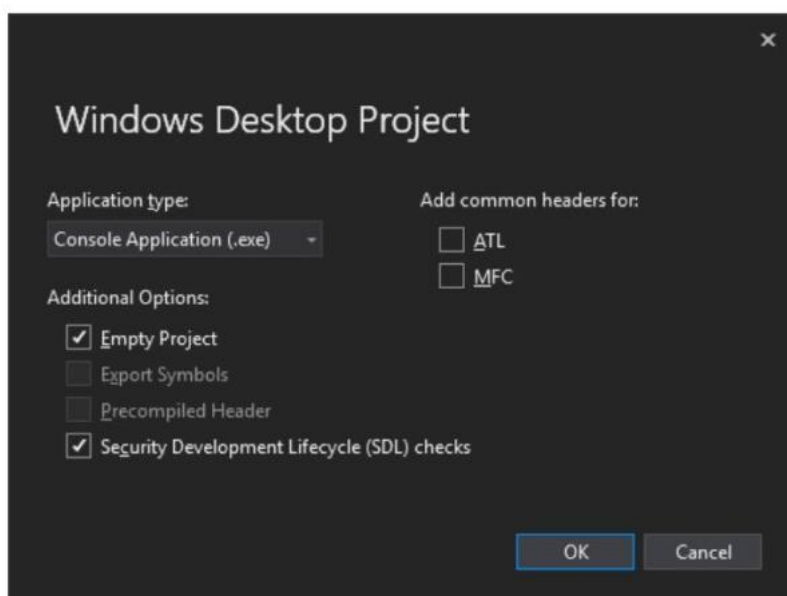 Windows Desktop Project
Application type:
Console Application (.exe)
Additional Options:
Empty Project
Export Symbols
Precompiled Header
Security Development Lifecycle (SDL) checks
Add common headers for:
ATL
MFC
OK
Cancel